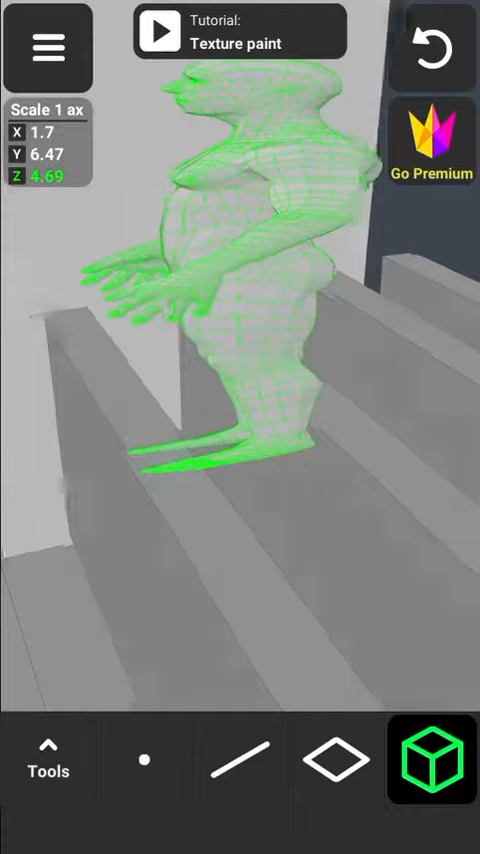 Tutorial:
Texture paint
Scale 1 ax
X 1.7
Y 6.47
Z 4.69
Go Premium
Tools